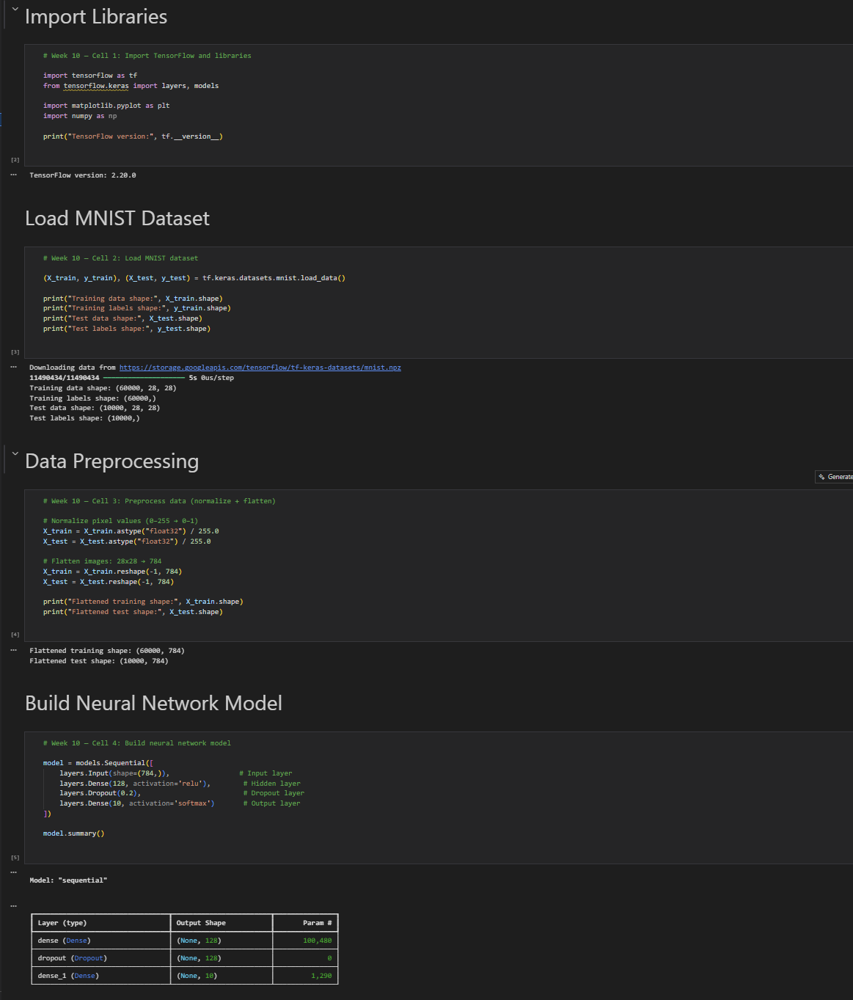 Import Libraries
# Week 10 – Cell 1: Import TensorFlow and libraries
import tensorflow as tf
from tensorflow.keras import layers, models
import matplotlib.pyplot as plt
import numpy as np
print("TensorFlow version:", tf.__version__)
[2]
... TensorFlow version: 2.20.0
Load MNIST Dataset
# Week 10 – Cell 2: Load MNIST dataset
(X_train, y_train), (X_test, y_test) = tf.keras.datasets.mnist.load_data()
print("Training data shape:", X_train.shape)
print("Training labels shape:", y_train.shape)
print("Test data shape:", X_test.shape)
print("Test labels shape:", y_test.shape)
[3]
... Downloading data from https://storage.googleapis.com/tensorflow/tf-keras-datasets/mnist.npz
11490434/11490434 ━━━━━━━━━━━━━━━━━━━━ 5s 0us/step
Training data shape: (60000, 28, 28)
Training labels shape: (60000,)
Test data shape: (10000, 28, 28)
Test labels shape: (10000,)
Data Preprocessing
Generate
# Week 10 – Cell 3: Preprocess data (normalize + flatten)
# Normalize pixel values (0–255 → 0–1)
X_train = X_train.astype("float32") / 255.0
X_test = X_test.astype("float32") / 255.0
# Flatten images: 28x28 → 784
X_train = X_train.reshape(-1, 784)
X_test = X_test.reshape(-1, 784)
print("Flattened training shape:", X_train.shape)
print("Flattened test shape:", X_test.shape)
[4]
... Flattened training shape: (60000, 784)
Flattened test shape: (10000, 784)
Build Neural Network Model
# Week 10 – Cell 4: Build neural network model
model = models.Sequential([
layers.Input(shape=(784,)), # Input layer
layers.Dense(128, activation='relu'), # Hidden layer
layers.Dropout(0.2), # Dropout layer
layers.Dense(10, activation='softmax') # Output layer
])
model.summary()
[5]
...
Model: "sequential"
...
Layer (type) Output Shape Param #
dense (Dense) (None, 128) 100,480
dropout (Dropout) (None, 128) 0
dense_1 (Dense) (None, 10) 1,290